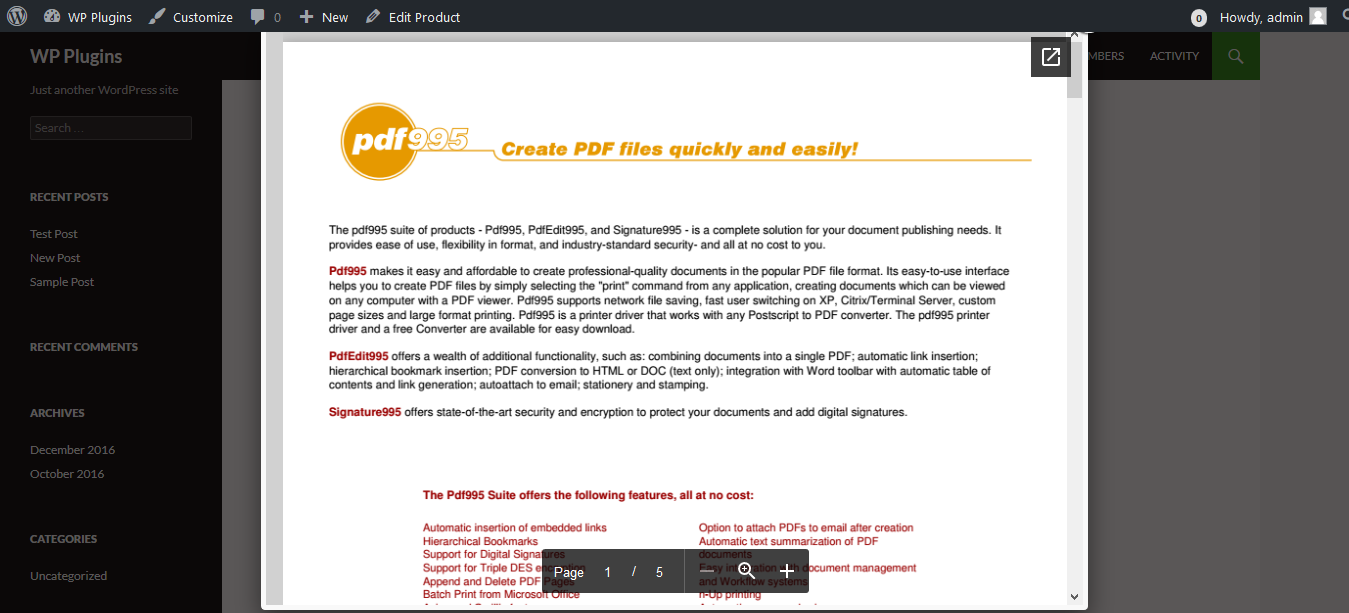 WP Plugins
Customize
0
New
Edit Product
0
Howdy, admin
WP Plugins
MBERS
ACTIVITY
Just another WordPress site
Search …
RECENT POSTS
Test Post
New Post
Sample Post
RECENT COMMENTS
ARCHIVES
December 2016
October 2016
CATEGORIES
Uncategorized
pdf995
Create PDF files quickly and easily!
The pdf995 suite of products - Pdf995, PdfEdit995, and Signature995 - is a complete solution for your document publishing needs. It
provides ease of use, flexibility in format, and industry-standard security- and all at no cost to you.
Pdf995 makes it easy and affordable to create professional-quality documents in the popular PDF file format. Its easy-to-use interface
helps you to create PDF files by simply selecting the "print" command from any application, creating documents which can be viewed
on any computer with a PDF viewer. Pdf995 supports network file saving, fast user switching on XP, Citrix/Terminal Server, custom
page sizes and large format printing. Pdf995 is a printer driver that works with any Postscript to PDF converter. The pdf995 printer
driver and a free Converter are available for easy download.
PdfEdit995 offers a wealth of additional functionality, such as: combining documents into a single PDF; automatic link insertion;
hierarchical bookmark insertion; PDF conversion to HTML or DOC (text only); integration with Word toolbar with automatic table of
contents and link generation; autoattach to email; stationery and stamping.
Signature995 offers state-of-the-art security and encryption to protect your documents and add digital signatures.
The Pdf995 Suite offers the following features, all at no cost:
Automatic insertion of embedded links
Hierarchical Bookmarks
Support for Digital Signatures
Support for Triple DES encryption
Append and Delete PDF Pages
Batch Print from Microsoft Office
Option to attach PDFs to email after creation
Automatic text summarization of PDF
documents
Easy integration with document management
and Workflow systems
n-Up printing
Page 1 / 5